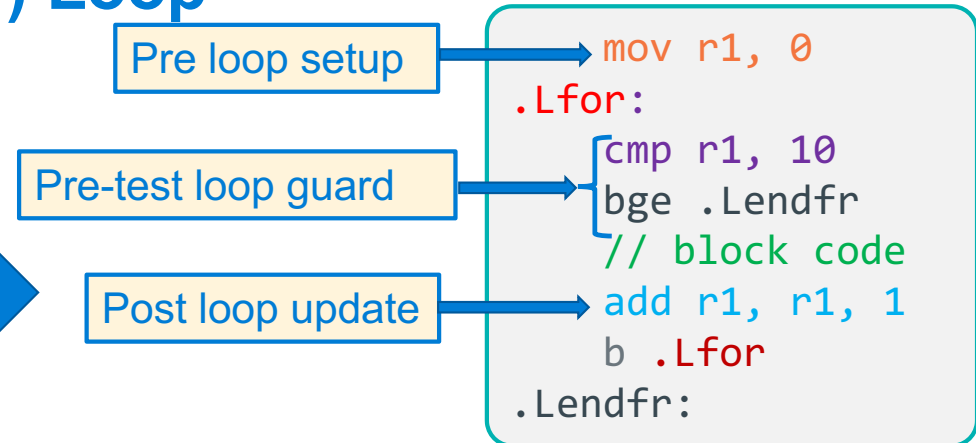 ) Loop
Pre loop setup
mov r1, 0
.Lfor:
cmp r1, 10
Pre-test loop guard
bge .Lendfr
// block code
Post loop update
add r1, r1, 1
b .Lfor
.Lendfr: